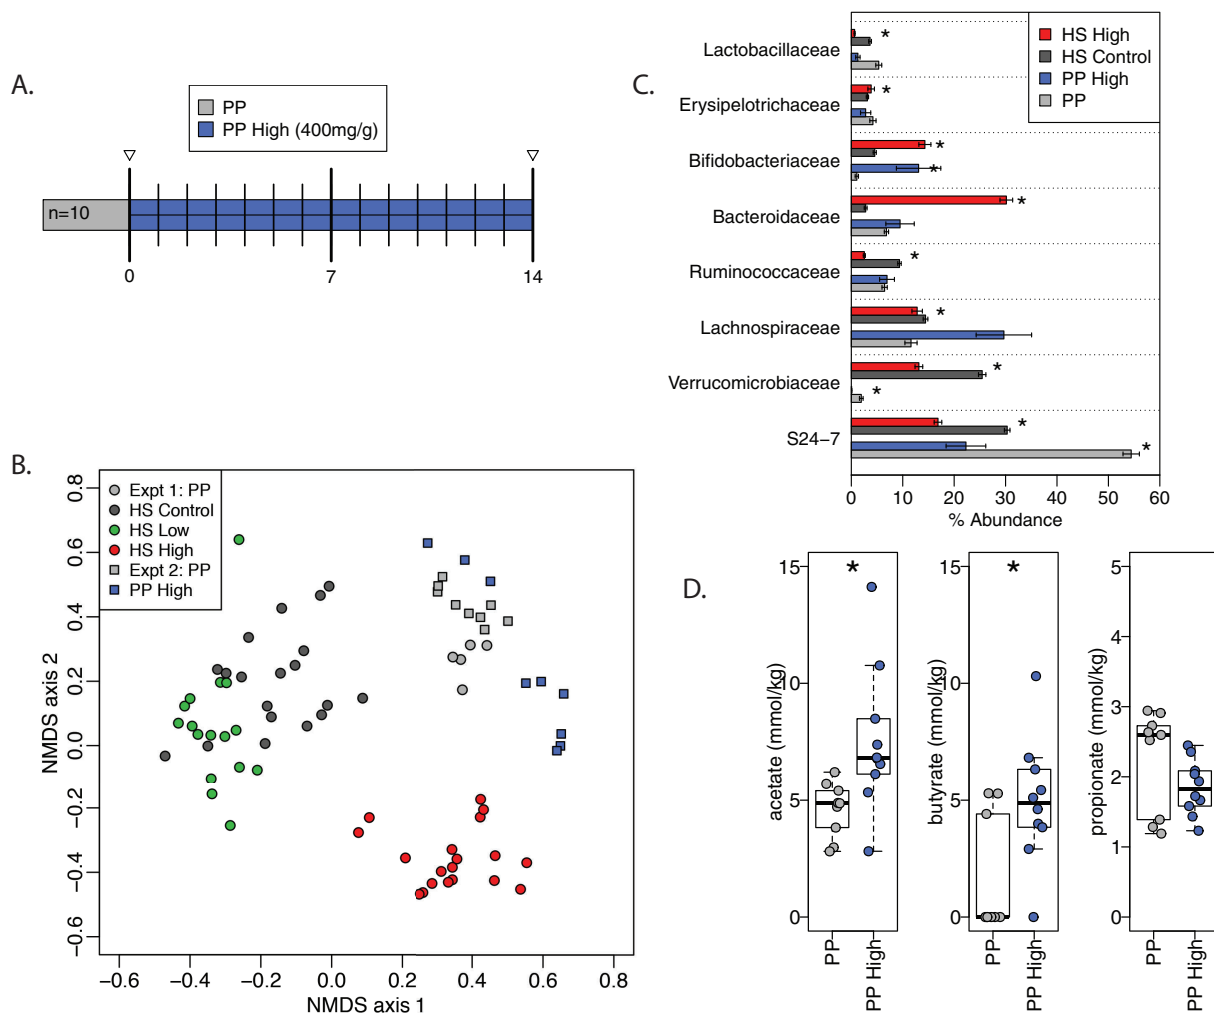 A.
PP
PP High (400mg/g)
n=10
0
7
14
B.
Expt 1: PP
HS Control
HS Low
HS High
Expt 2: PP
PP High
NMDS axis 2
0.8
0.6
0.4
0.2
0.0
−0.2
−0.4
−0.6
−0.6
−0.4
−0.2
0.0
0.2
0.4
0.6
0.8
NMDS axis 1
C.
HS High
HS Control
PP High
PP
Lactobacillaceae
*
Erysipelotrichaceae
*
Bifidobacteriaceae
*
*
Bacteroidaceae
*
Ruminococcaceae
*
Lachnospiraceae
*
Verrucomicrobiaceae
*
*
S24−7
*
*
0
10
20
30
40
50
60
% Abundance
D.
acetate (mmol/kg)
15
10
5
0
*
PP
PP High
butyrate (mmol/kg)
15
10
5
0
*
PP
PP High
propionate (mmol/kg)
5
4
3
2
1
0
PP
PP High